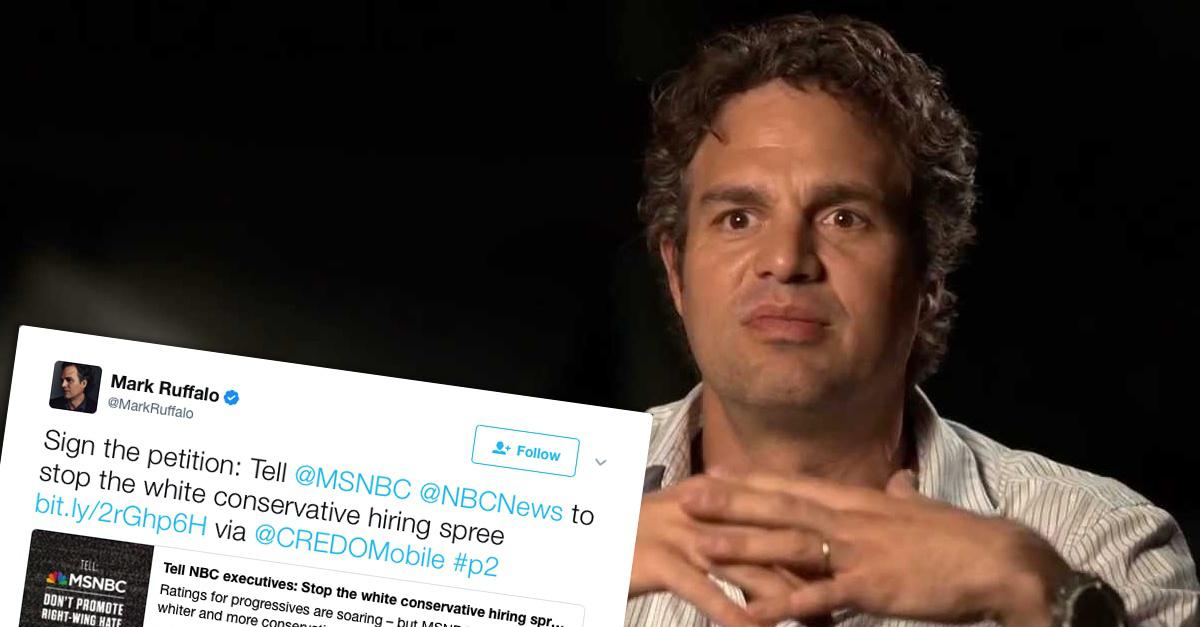 Mark Ruffalo
@MarkRuffalo
Follow
Sign the petition: Tell @MSNBC @NBCNews to
stop the white conservative hiring spree
bit.ly/2rGhp6H via @CREDOMobile #p2
TELL:
MSNBC
DON'T PROMOTE
RIGHT-WING HATE
Tell NBC executives: Stop the white conservative hiring spr...
Ratings for progressives are soaring – but
whiter and more